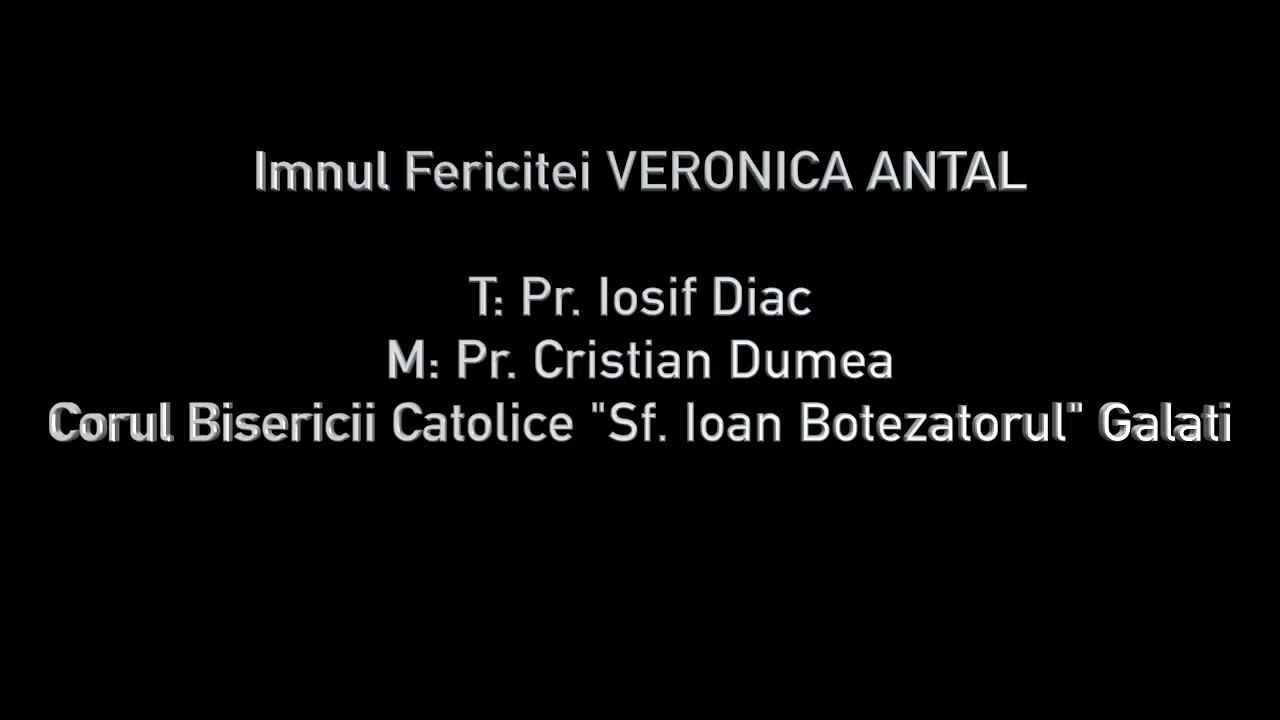 Imnul Fericitei VERONICA ANTAL
T: Pr. Iosif Diac
M: Pr. Cristian Dumea
Corul Bisericii Catolice "Sf. Ioan Botezatorul" Galati